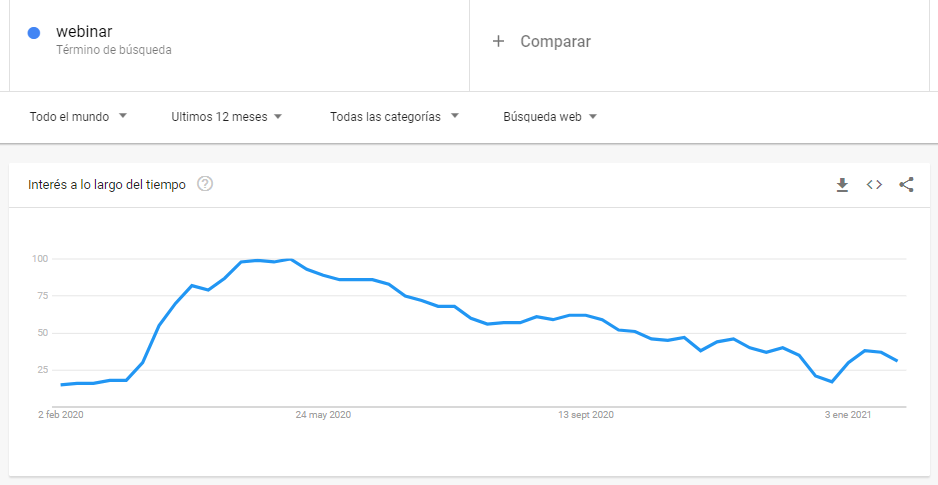 webinar
Término de búsqueda
+ Comparar
Todo el mundo
Ultimos 12 meses
Todas las categorías
Búsqueda web
Interés a lo largo del tiempo ?
100
75
50
25
2 feb 2020
24 may 2020
13 sept 2020
3 ene 2021